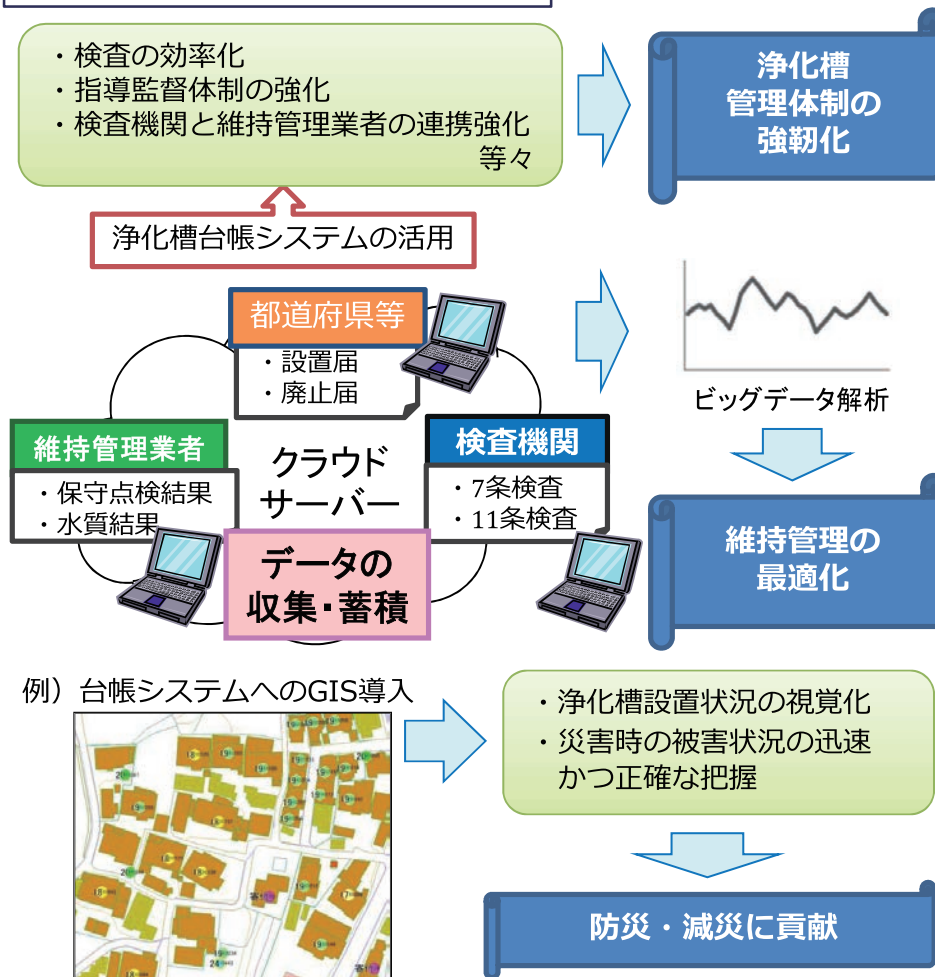 ・検査の効率化
・指導監督体制の強化
・検査機関と維持管理業者の連携強化
等々
浄化槽
管理体制の
強靭化
浄化槽台帳システムの活用
都道府県等
・設置届
・廃止届
維持管理業者
・保守点検結果
・水質結果
クラウド
サーバー
検査機関
・7条検査
・11条検査
データの
収集・蓄積
ビッグデータ解析
維持管理の
最適化
例）台帳システムへのGIS導入
・浄化槽設置状況の視覚化
・災害時の被害状況の迅速
かつ正確な把握
防災・減災に貢献